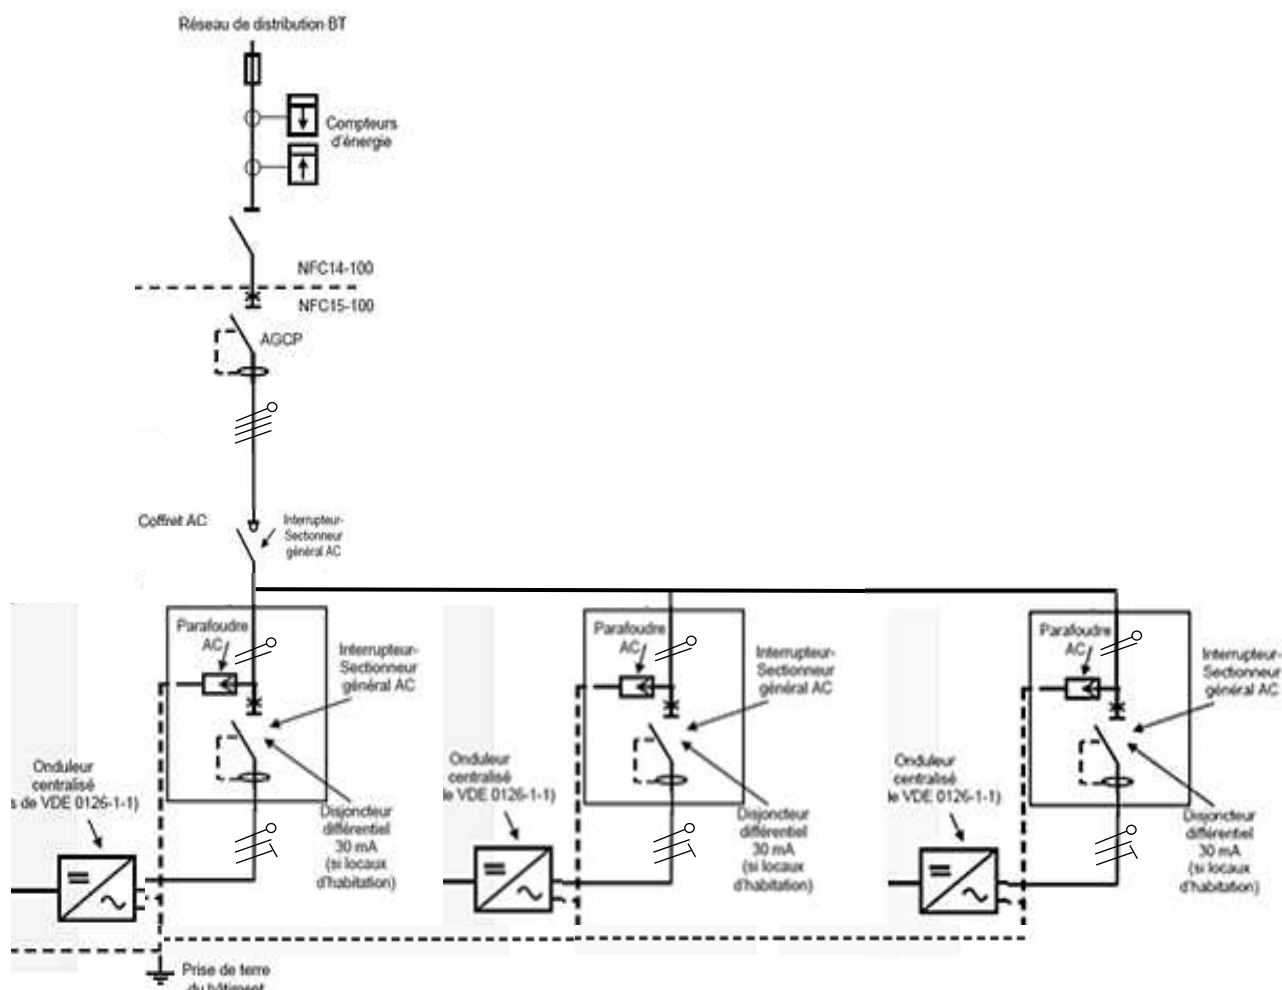 Réseau de distribution BT
Compteurs
d'énergie
NFC14-100
NFC15-100
AGCP
Coffret AC
Interrupteur-
Sectionneur
général AC
Parafoudre
AC
Interrupteur-
Sectionneur
général AC
Onduleur
centralisé
s de VDE 0126-1-1)
Disjoncteur
différentiel
30 mA
(si locaux
d'habitation)
Parafoudre
AC
Interrupteur-
Sectionneur
général AC
Onduleur
centralisé
le VDE 0126-1-1)
Disjoncteur
différentiel
30 mA
(si locaux
d'habitation)
Parafoudre
AC
Interrupteur-
Sectionneur
général AC
Onduleur
centralisé
le VDE 0126-1-1)
Disjoncteur
différentiel
30 mA
(si locaux
d'habitation)
Prise de terre
du bâtiment